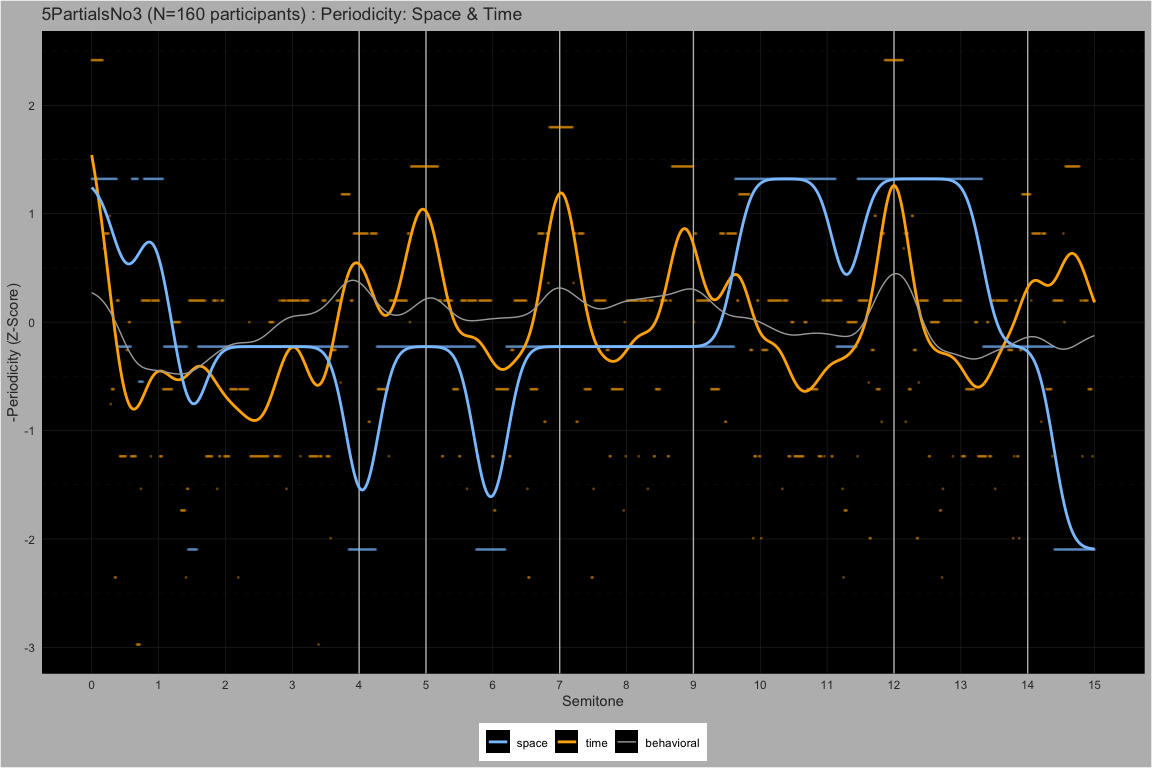 5PartialsNo3 (N=160 participants) : Periodicity: Space & Time
-Periodicity (Z-Score)
2
1
0
-1
-2
-3
0 1 2 3 4 5 6 7 8 9 10 11 12 13 14 15
Semitone
space time behavioral